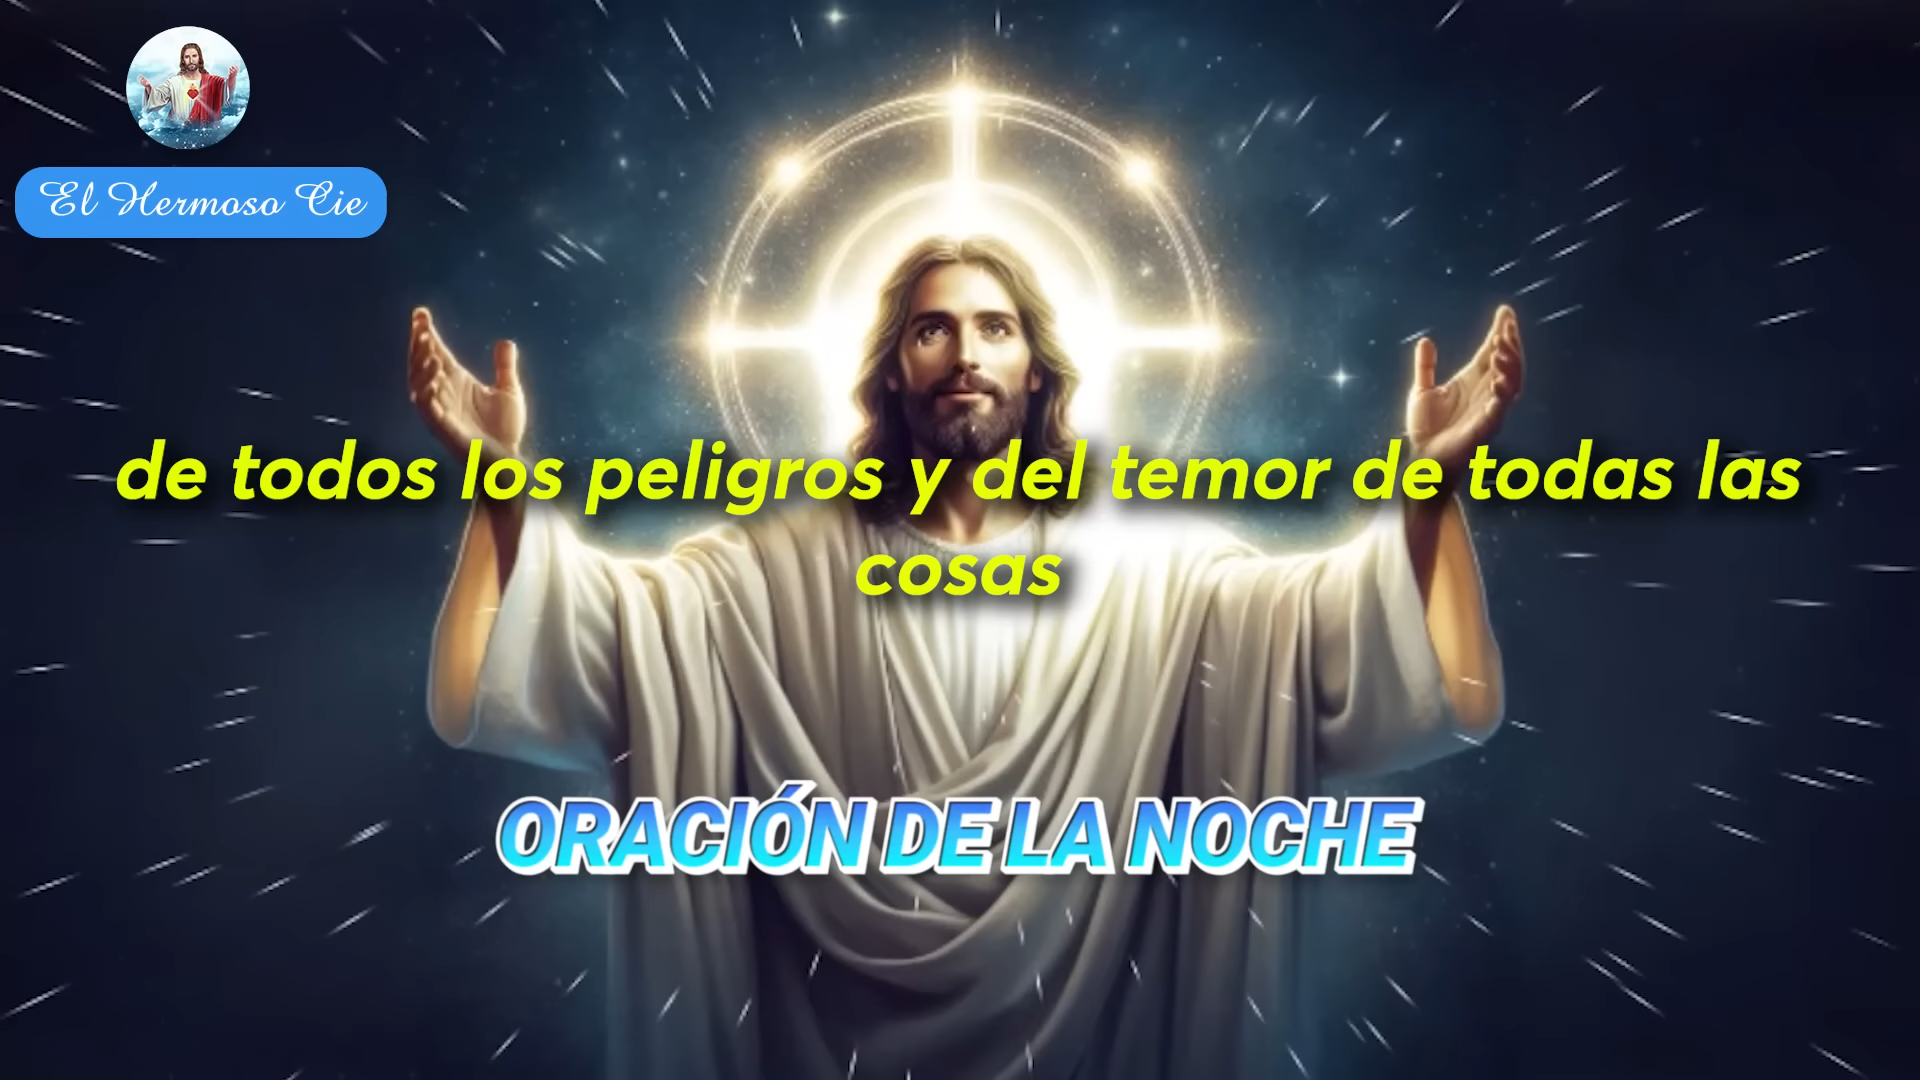 El Hermoso Cie
de todos los peligros y del temor de todas las
cosas
ORACIÓN DE LA NOCHE